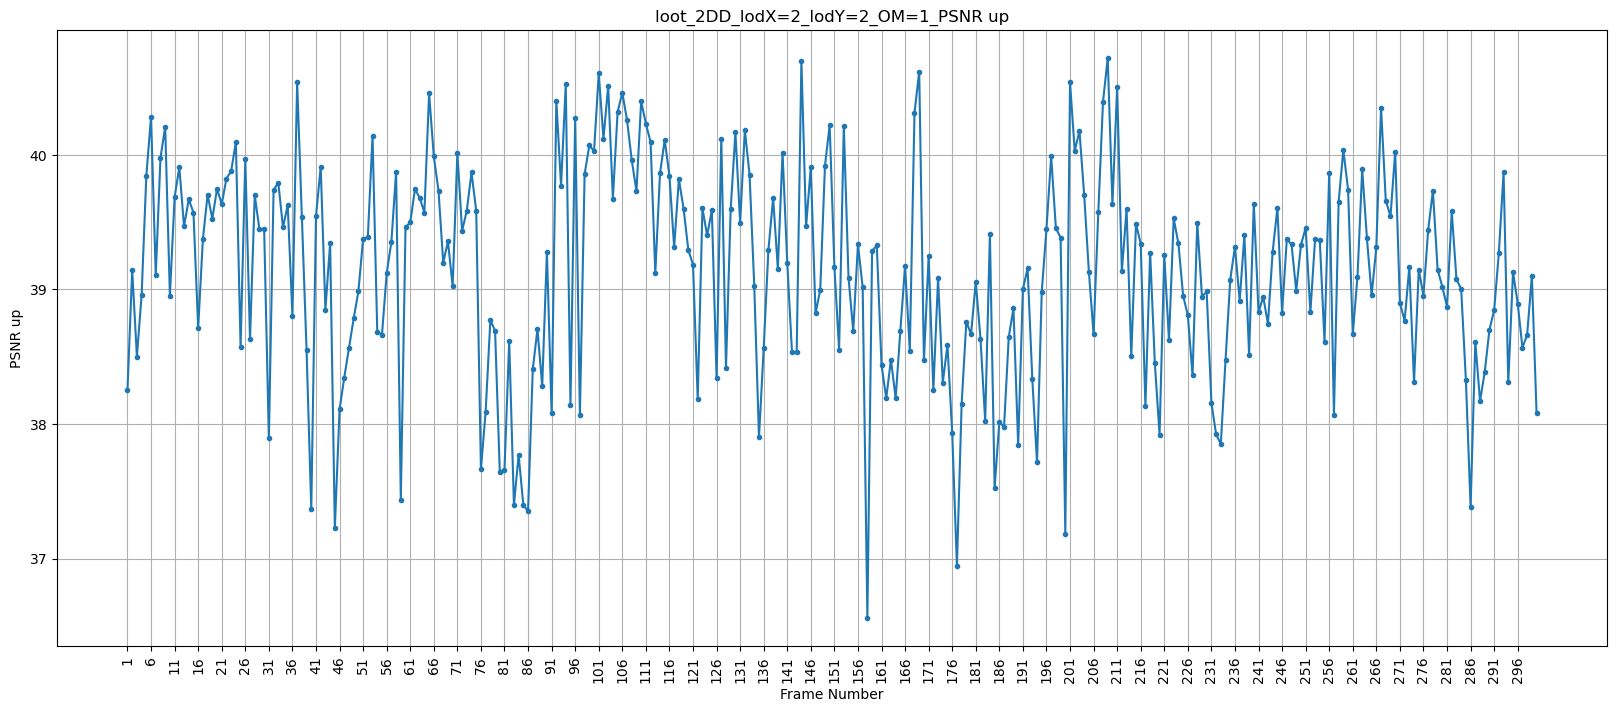 loot_2DD_lodX=2_lodY=2_OM=1_PSNR up
PSNR up
40
39
38
37
1 6 11 16 21 26 31 36 41 46 51 56 61 66 71 76 81 86 91 96 101 106 111 116 121 126 131 136 141 146 151 156 161 166 171 176 181 186 191 196 201 206 211 216 221 226 231 236 241 246 251 256 261 266 271 276 281 286 291 296
Frame Number